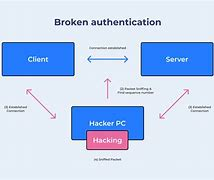 Broken authentication
Connection established
Client
Server
(2) Packet Sniffing &
Find sequence number
(3) Established
Connection
(3) Established
Connection
Hacker PC
Hacking
(4) Sniffed Packet